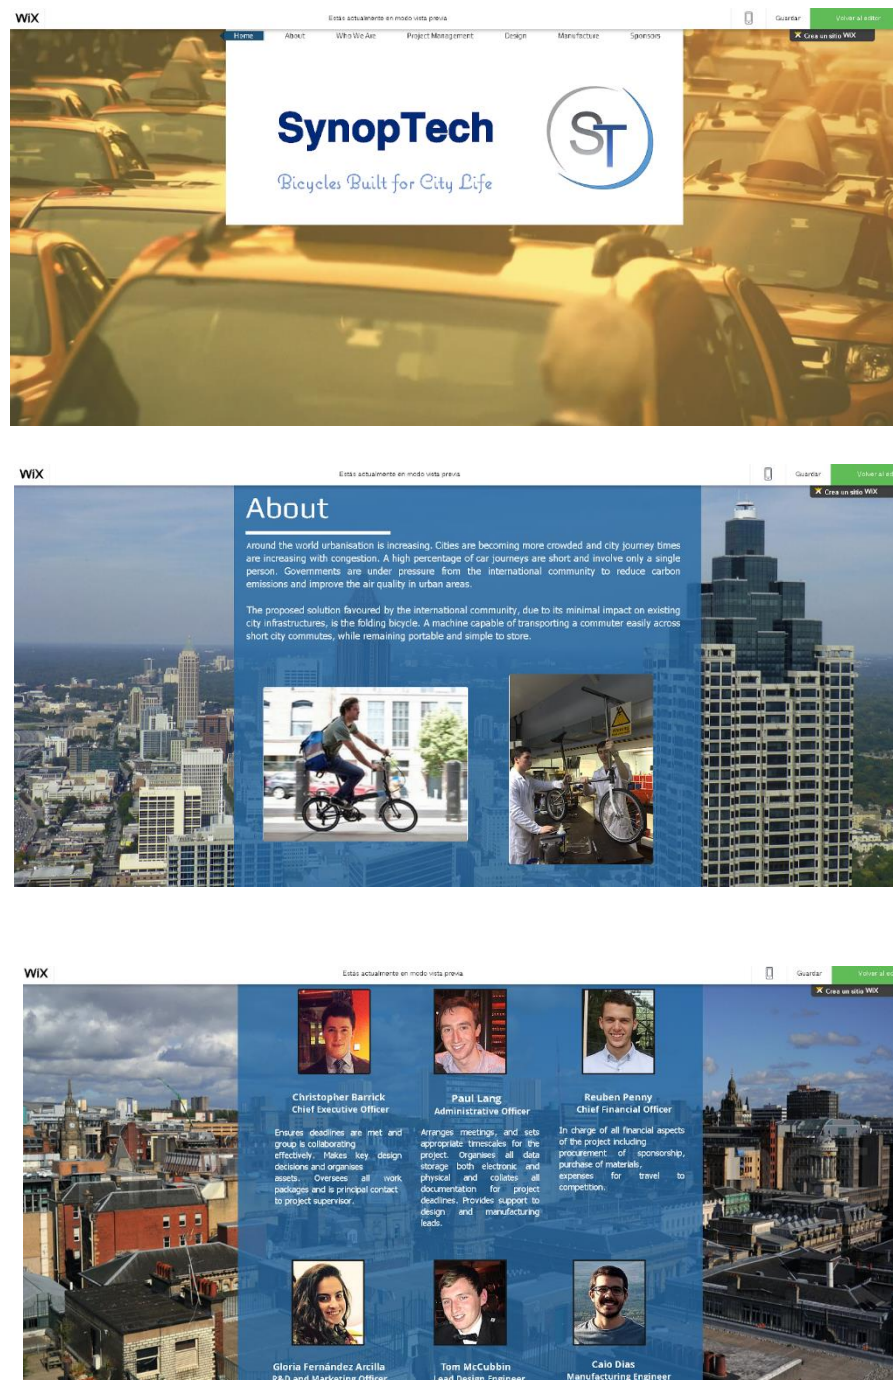 WiX
Estás actualmente en modo vista previa
Guardar
Volver al editor
Crea un sitio WiX
Home
About
Who We Are
Project Management
Design
Manufacture
Sponsors
SynopTech
ST
Bicycles Built for City Life
WiX
Estás actualmente en modo vista previa
Guardar
Volver al ed
Crea un sitio WiX
About
Around the world urbanisation is increasing. Cities are becoming more crowded and city journey times
are increasing with congestion. A high percentage of car journeys are short and involve only a single
person. Governments are under pressure from the international community to reduce carbon
emissions and improve the air quality in urban areas.
The proposed solution favoured by the international community, due to its minimal impact on existing
city infrastructures, is the folding bicycle. A machine capable of transporting a commuter easily across
short city commutes, while remaining portable and simple to store.
WiX
Estás actualmente en modo vista previa
Guardar
Volver al ed
Crea un sitio WiX
Christopher Barrick
Chief Executive Officer
Ensures deadlines are met and
group is collaborating
effectively. Makes key design
decisions and organises
assets. Oversees all work
packages and is principal contact
to project supervisor.
Paul Lang
Administrative Officer
Arranges meetings, and sets
appropriate timescales for the
project. Organises all data
storage both electronic and
physical and collates all
documentation for project
deadlines. Provides support to
design and manufacturing
leads.
Reuben Penny
Chief Financial Officer
In charge of all financial aspects
of the project including
procurement of sponsorship,
purchase of materials,
expenses for travel to
competition.
Gloria Fernández Arcilla
R&D and Marketing Officer
Tom McCubbin
Lead Design Engineer
Caio Dias
Manufacturing Engineer